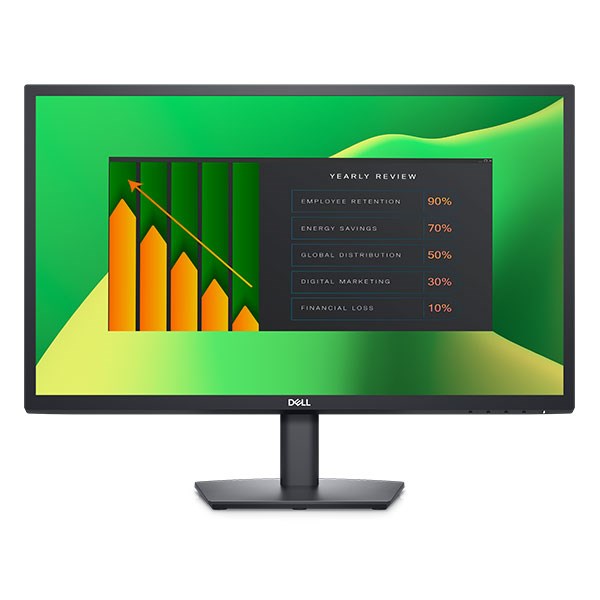 YEARLY REVIEW
EMPLOYEE RETENTION 90%
ENERGY SAVINGS 70%
GLOBAL DISTRIBUTION 50%
DIGITAL MARKETING 30%
FINANCIAL LOSS 10%
DELL